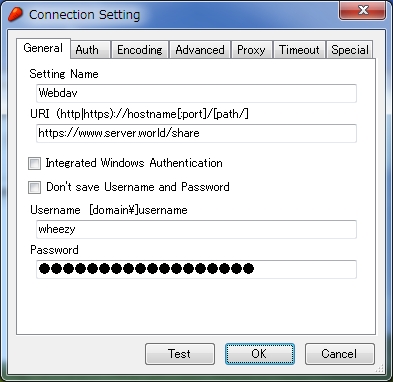 Connection Setting
General Auth Encoding Advanced Proxy Timeout Special
Setting Name
Webdav
URI (http|https)://hostname[:port]/[path/]
https://www.server.world/share
Integrated Windows Authentication
Don't save Username and Password
Username [domain¥]username
wheezy
Password
●●●●●●●●●●●●●●●●●●
Test OK Cancel